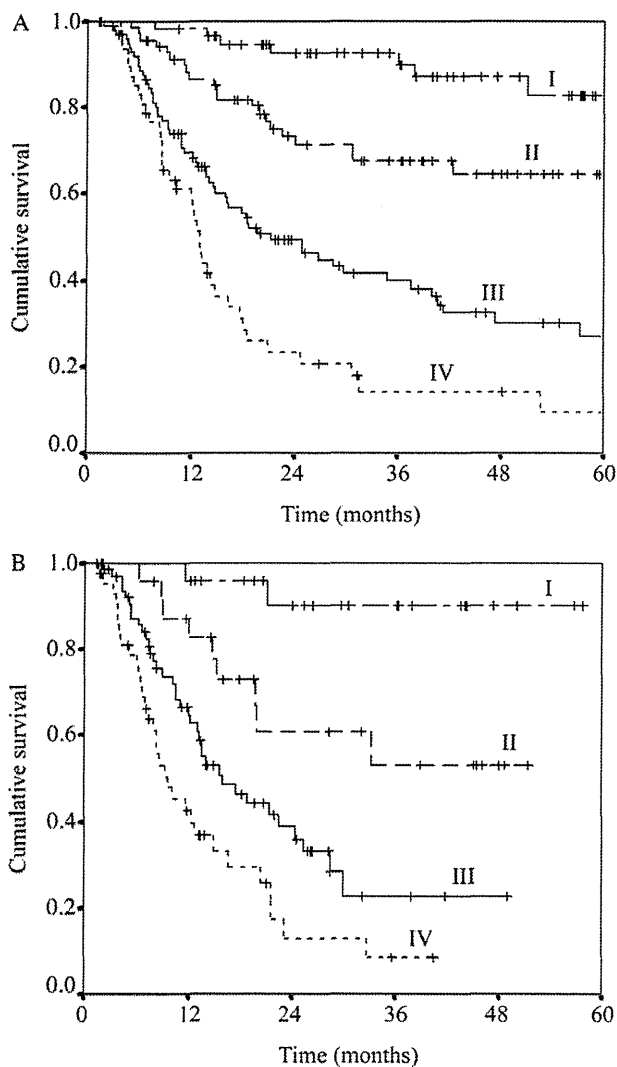 A
Cumulative survival
1.0
0.8
0.6
0.4
0.2
0.0
I
II
III
IV
0 12 24 36 48 60
Time (months)
B
Cumulative survival
1.0
0.8
0.6
0.4
0.2
0.0
I
II
III
IV
0 12 24 36 48 60
Time (months)